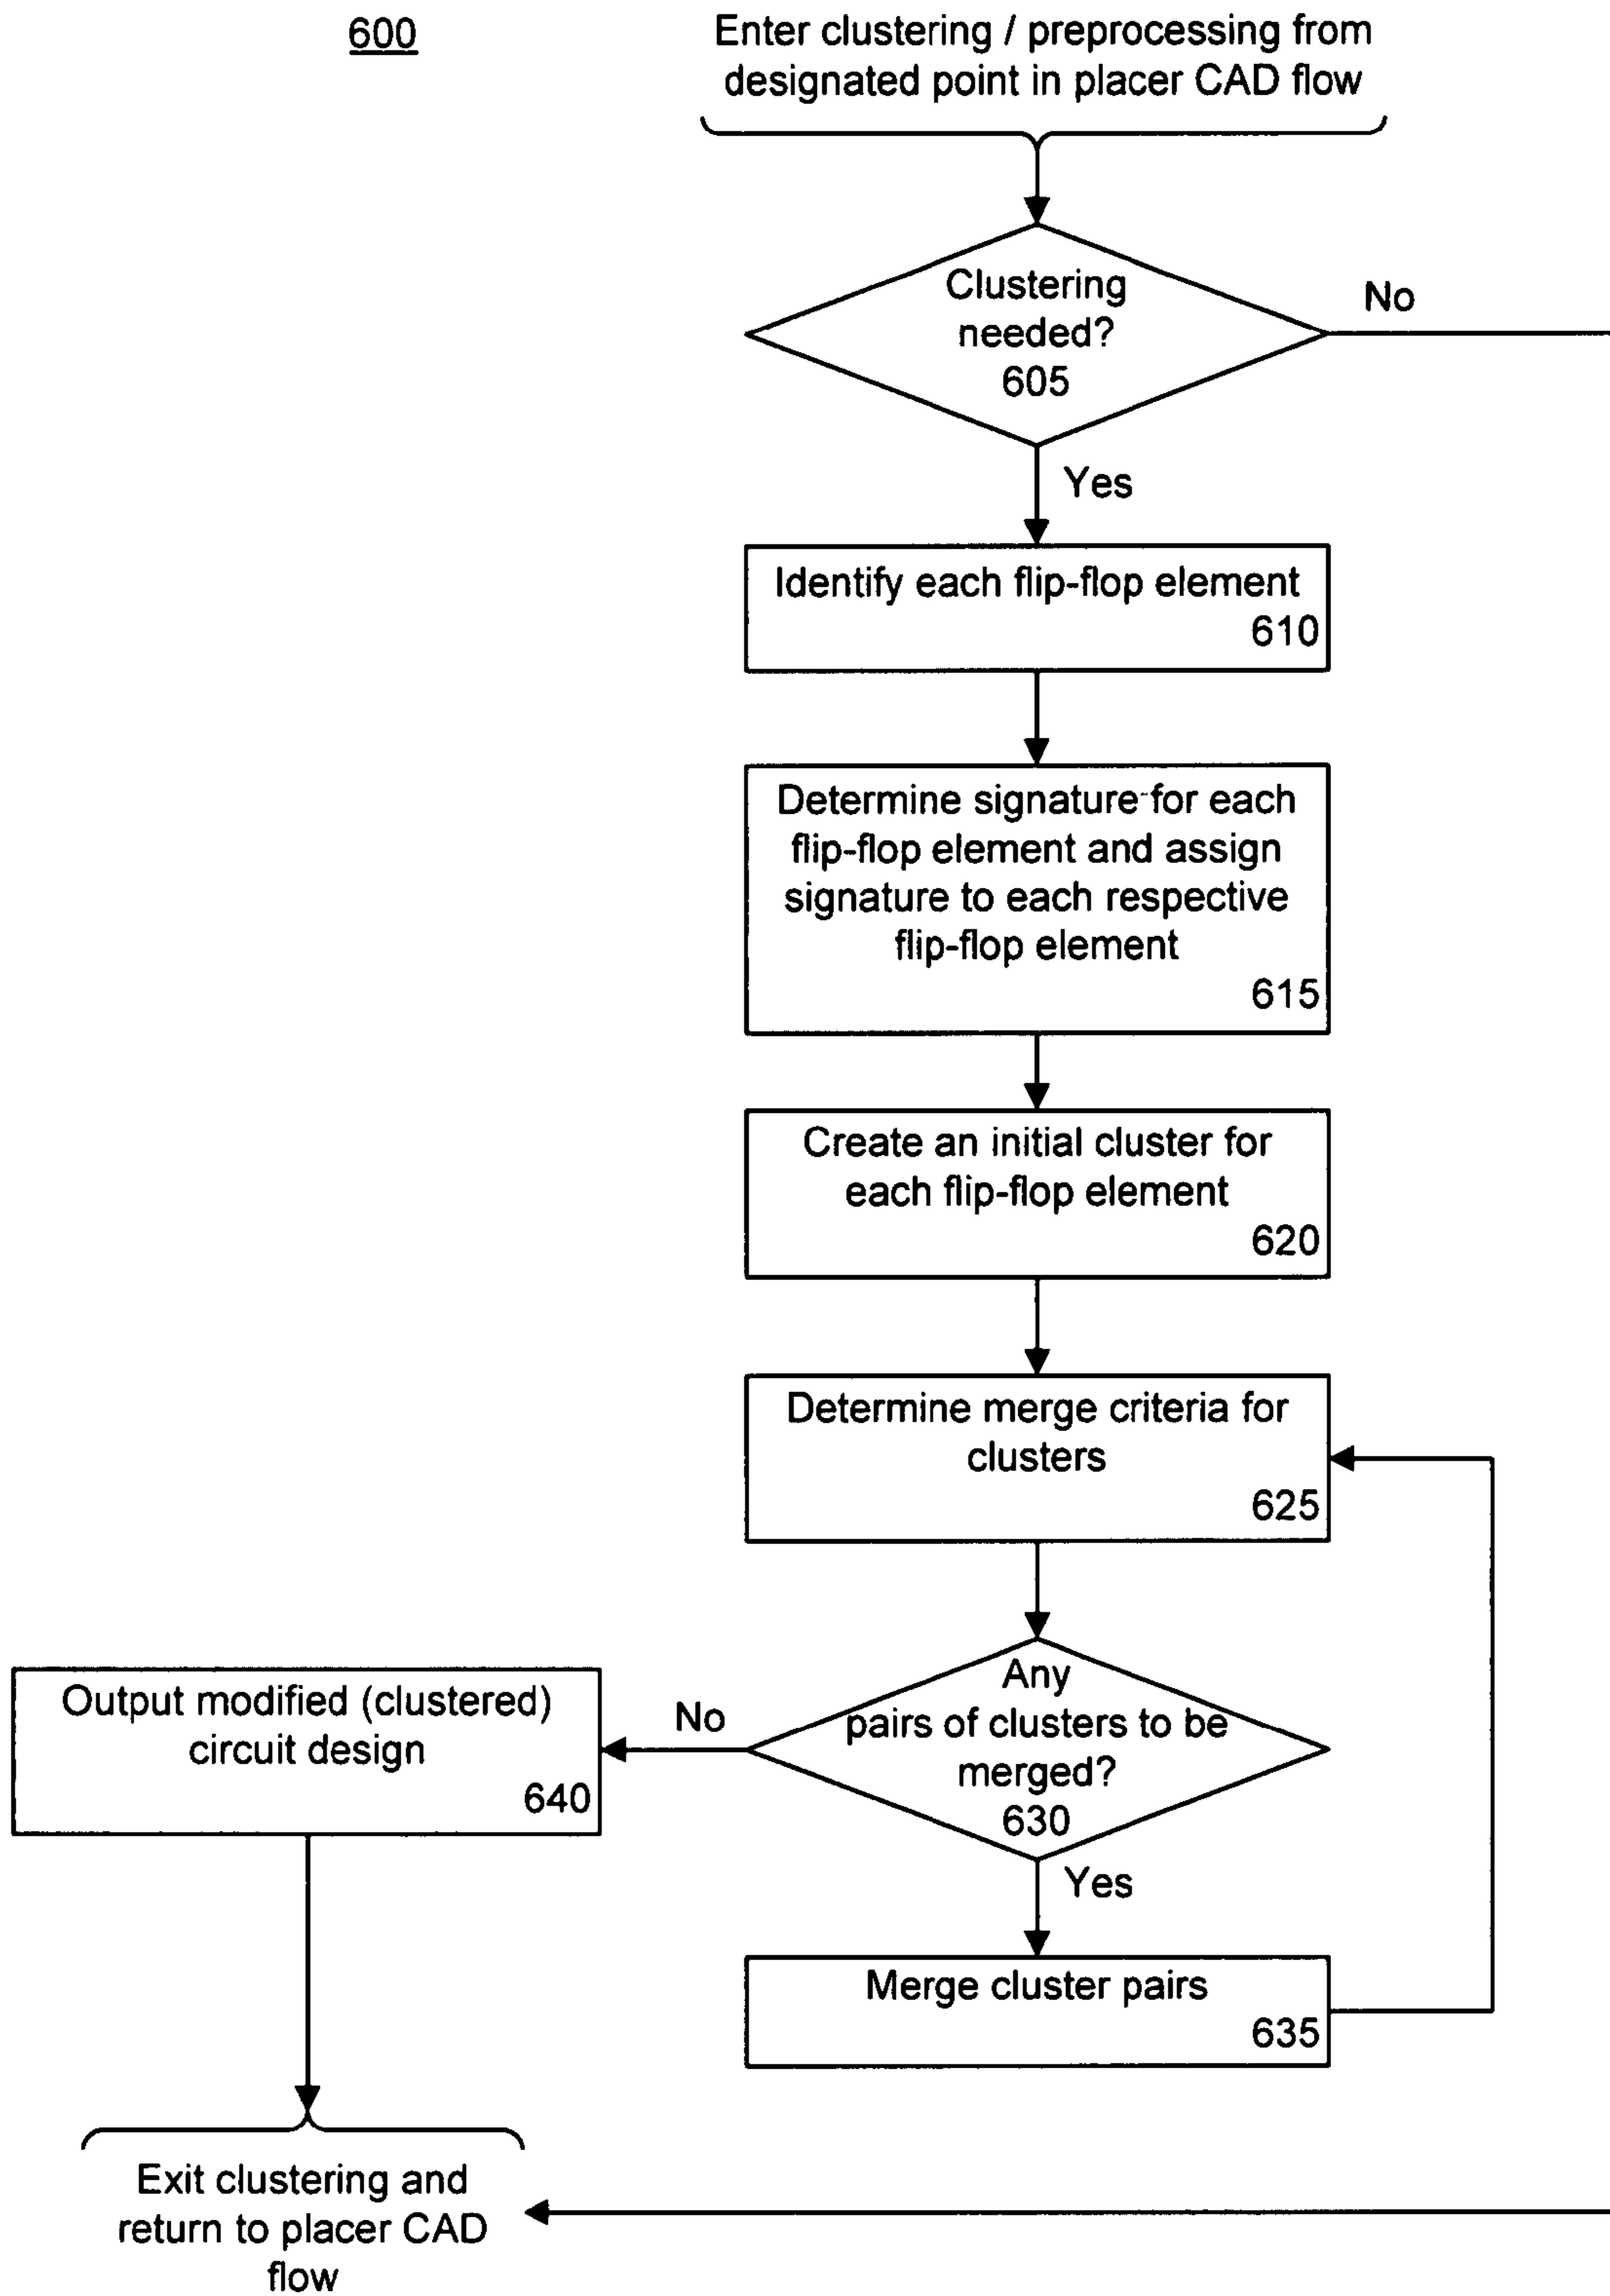 600
Enter clustering / preprocessing from
designated point in placer CAD flow
Clustering
needed?
605
No
Yes
Identify each flip-flop element
610
Determine signature for each
flip-flop element and assign
signature to each respective
flip-flop element
615
Create an initial cluster for
each flip-flop element
620
Determine merge criteria for
clusters
625
Any
pairs of clusters to be
merged?
630
No
Output modified (clustered)
circuit design
640
Yes
Merge cluster pairs
635
Exit clustering and
return to placer CAD
flow